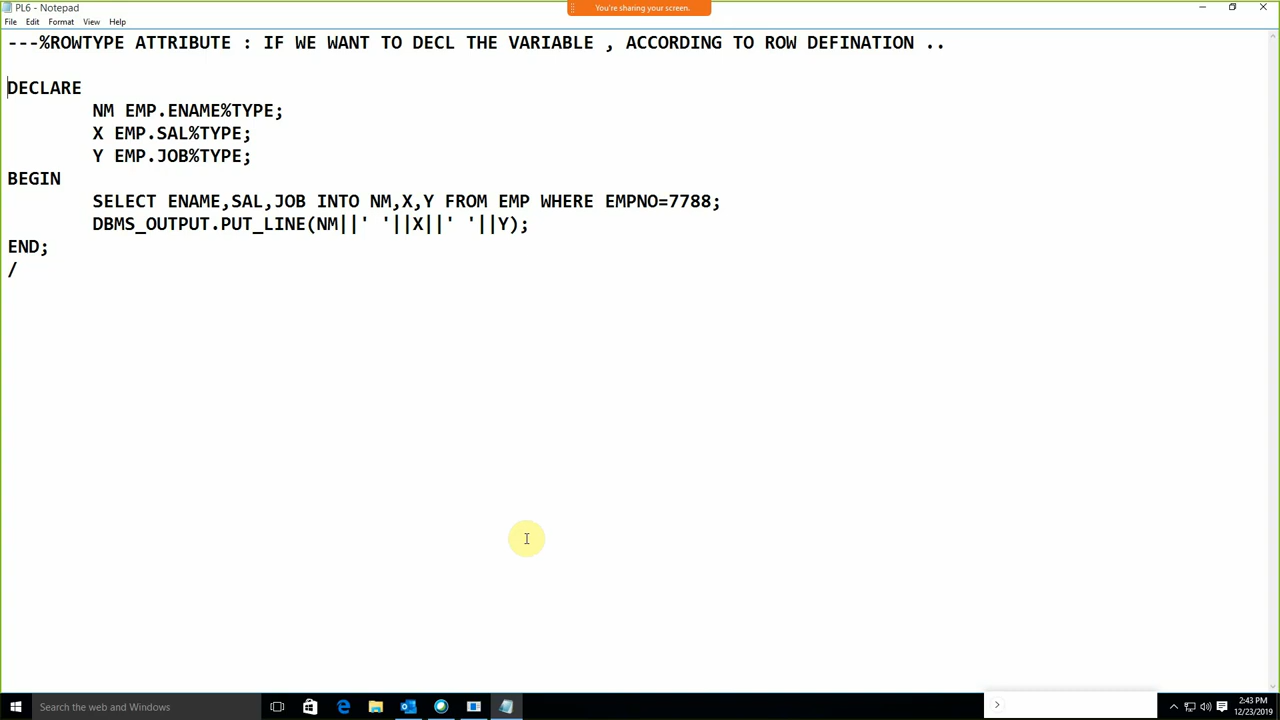 PL6 - Notepad
You're sharing your screen.
File Edit Format View Help
---%ROWTYPE ATTRIBUTE : IF WE WANT TO DECL THE VARIABLE , ACCORDING TO ROW DEFINATION ..
DECLARE
NM EMP.ENAME%TYPE;
X EMP.SAL%TYPE;
Y EMP.JOB%TYPE;
BEGIN
SELECT ENAME,SAL,JOB INTO NM,X,Y FROM EMP WHERE EMPNO=7788;
DBMS_OUTPUT.PUT_LINE(NM||' '||X||' '||Y);
END;
/
Search the web and Windows
2:43 PM
12/23/2019